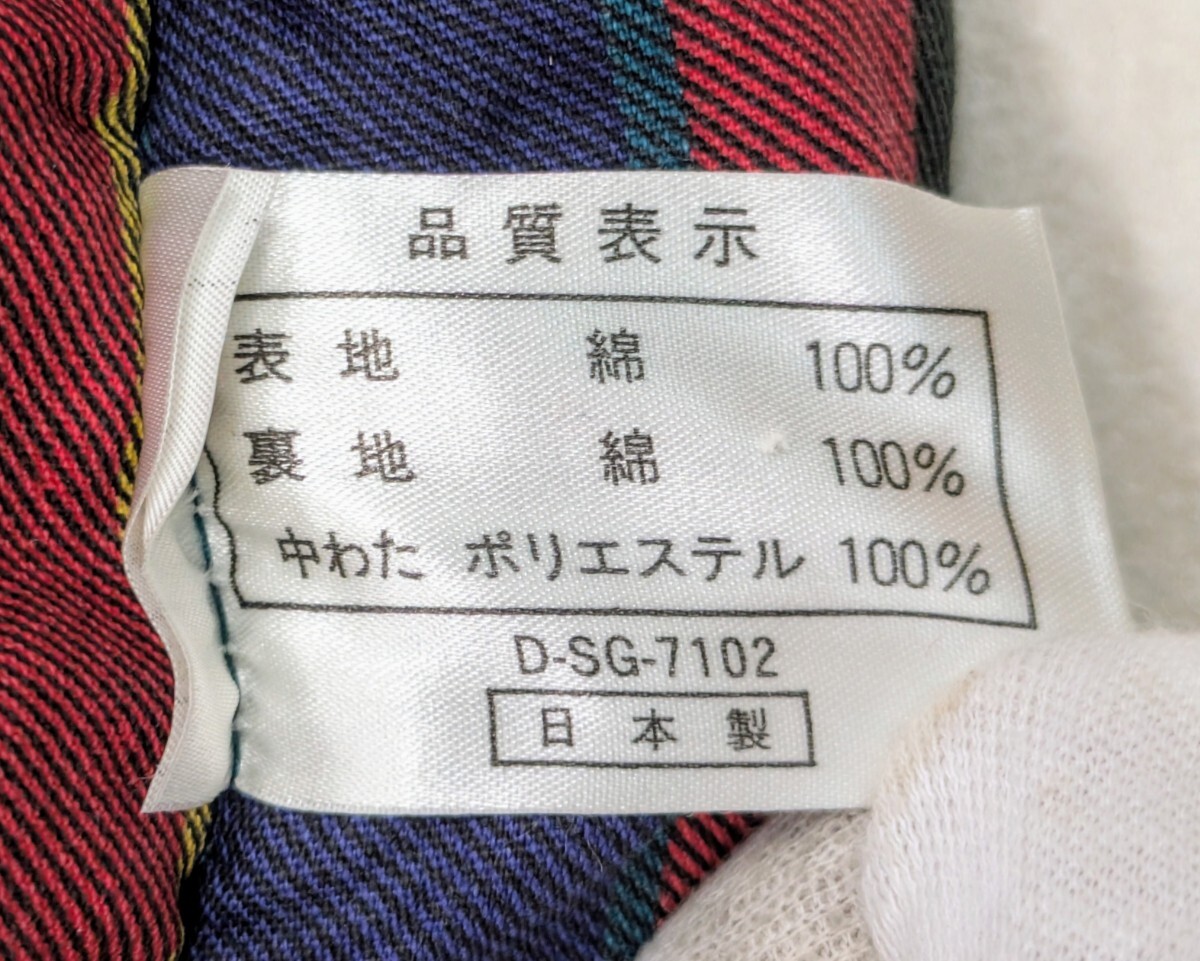 品質表示
表地 綿 100%
裏地 綿 100%
中わた ポリエステル 100%
D-SG-7102
日本製